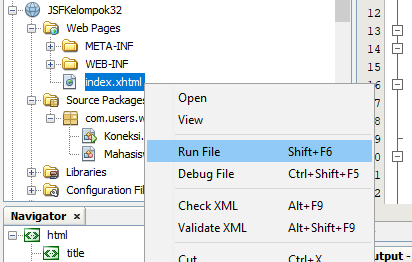 JSFKelompok32
Web Pages
META-INF
WEB-INF
index.xhtml
Source Packages
com.users.w
Koneksi.
Mahasisw
Libraries
Configuration Fil
Navigator
html
title
Open
View
Run File Shift+F6
Debug File Ctrl+Shift+F5
Check XML Alt+F9
Validate XML Alt+Shift+F9
Cut Ctrl+X
12
13
14
15
16
17
18
19
20
21
22
23
utput -